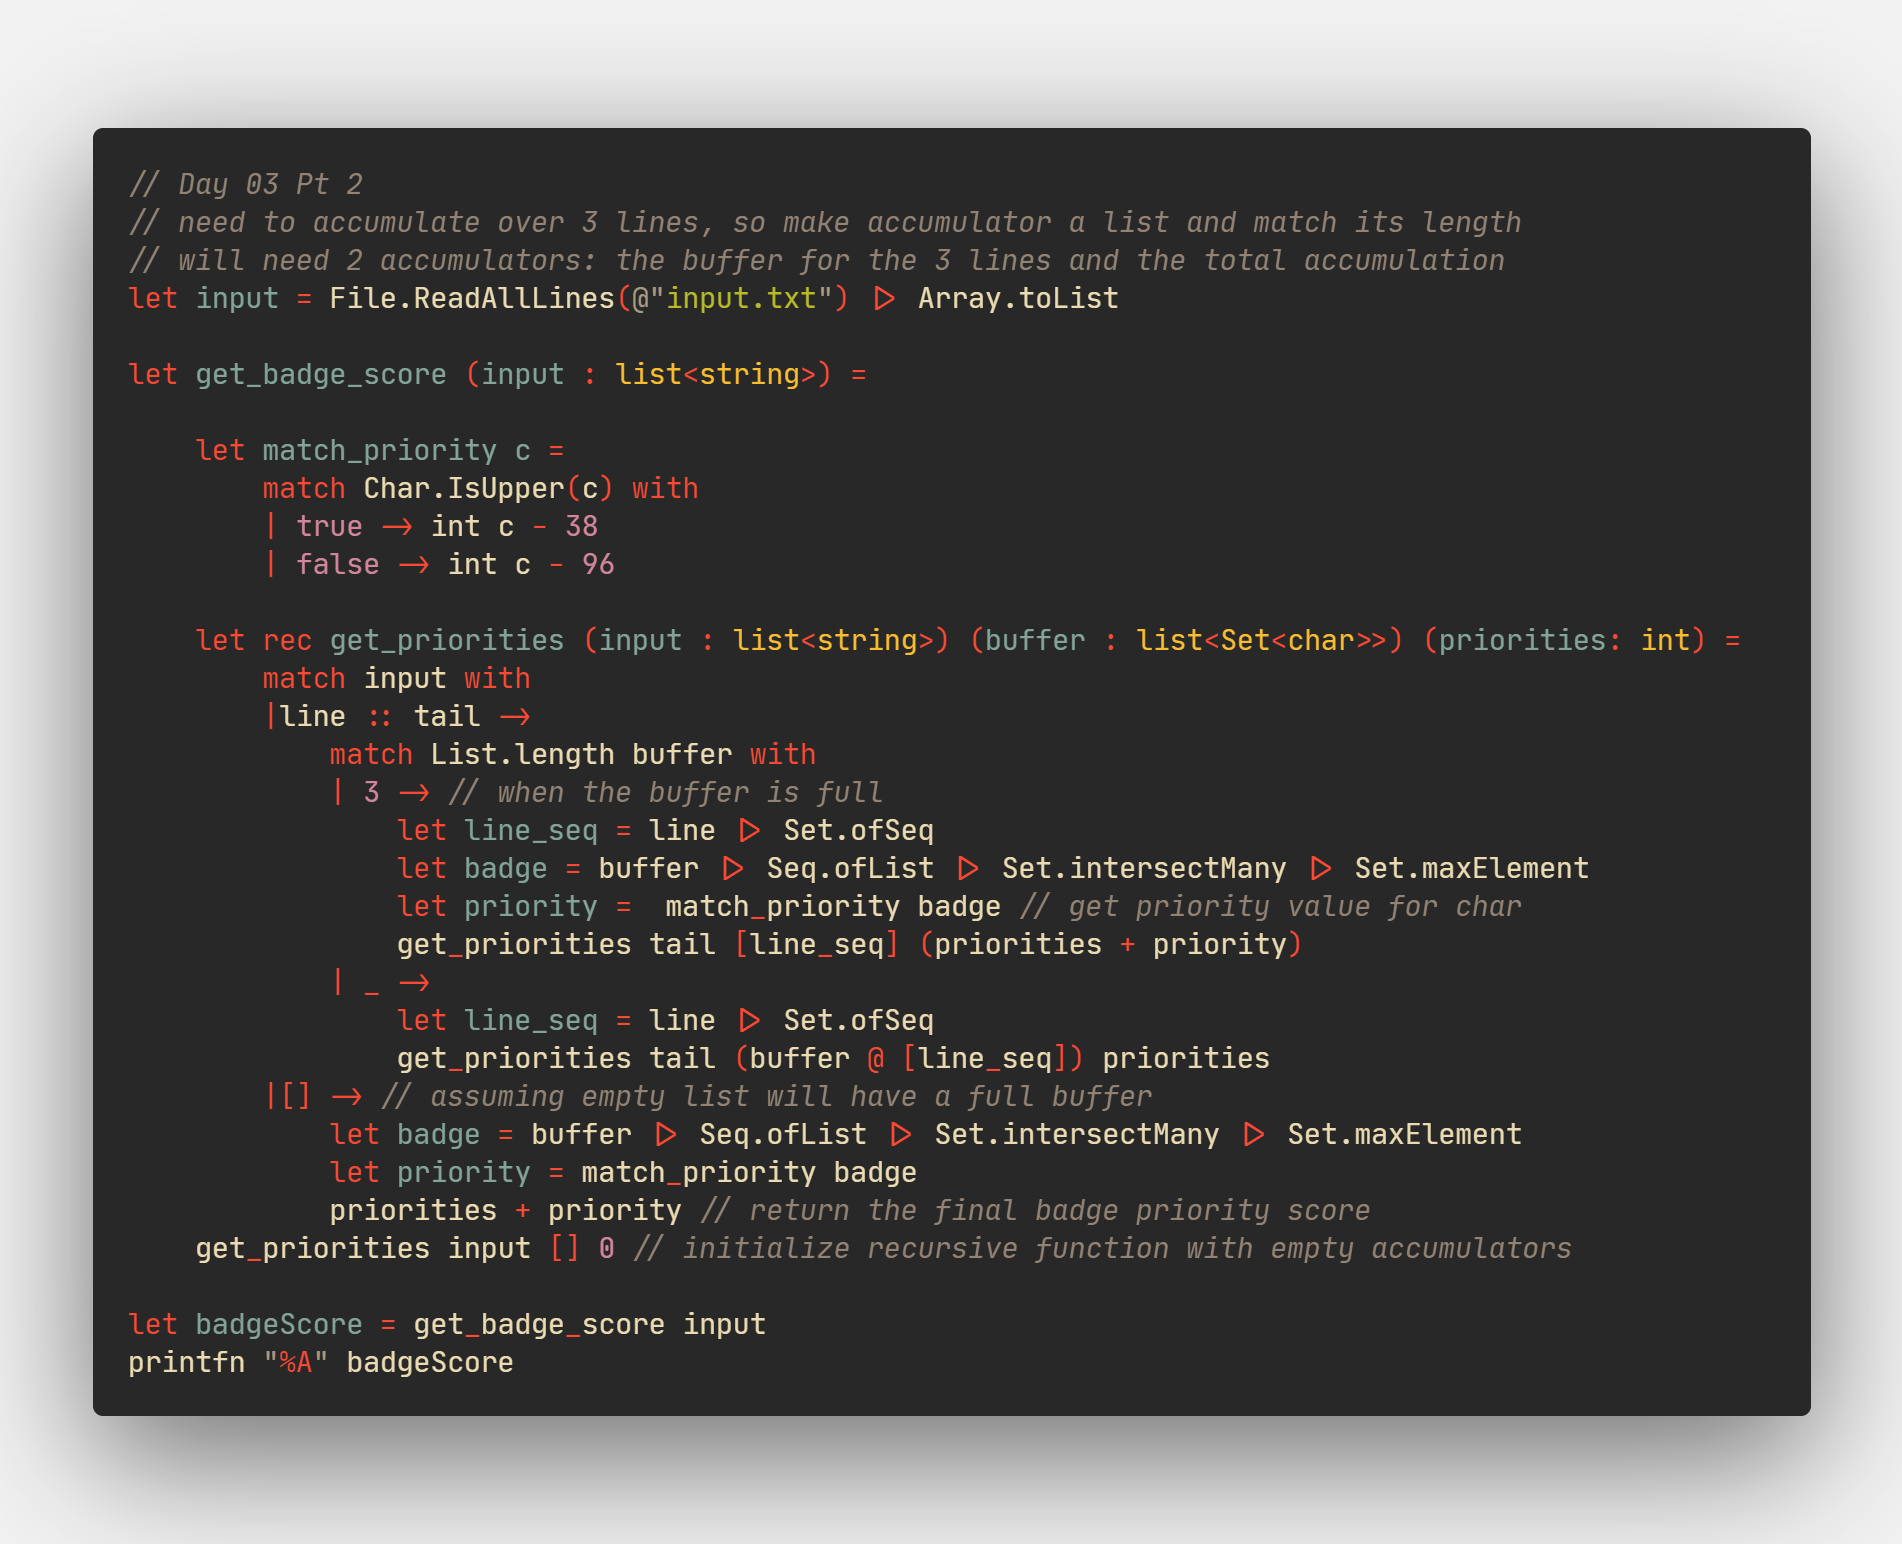 // Day 03 Pt 2
// need to accumulate over 3 lines, so make accumulator a list and match its length
// will need 2 accumulators: the buffer for the 3 lines and the total accumulation
let input = File.ReadAllLines(@"input.txt") |> Array.toList

let get_badge_score (input : list<string>) =

    let match_priority c =
        match Char.IsUpper(c) with
        | true -> int c - 38
        | false -> int c - 96

    let rec get_priorities (input : list<string>) (buffer : list<Set<char>>) (priorities: int) =
        match input with
        |line :: tail ->
            match List.length buffer with
            | 3 -> // when the buffer is full
                let line_seq = line |> Set.ofSeq
                let badge = buffer |> Seq.ofList |> Set.intersectMany |> Set.maxElement
                let priority =  match_priority badge // get priority value for char
                get_priorities tail [line_seq] (priorities + priority)
            | _ ->
                let line_seq = line |> Set.ofSeq
                get_priorities tail (buffer @ [line_seq]) priorities
        |[] -> // assuming empty list will have a full buffer
            let badge = buffer |> Seq.ofList |> Set.intersectMany |> Set.maxElement
            let priority = match_priority badge
            priorities + priority // return the final badge priority score
    get_priorities input [] 0 // initialize recursive function with empty accumulators

let badgeScore = get_badge_score input
printfn "%A" badgeScore